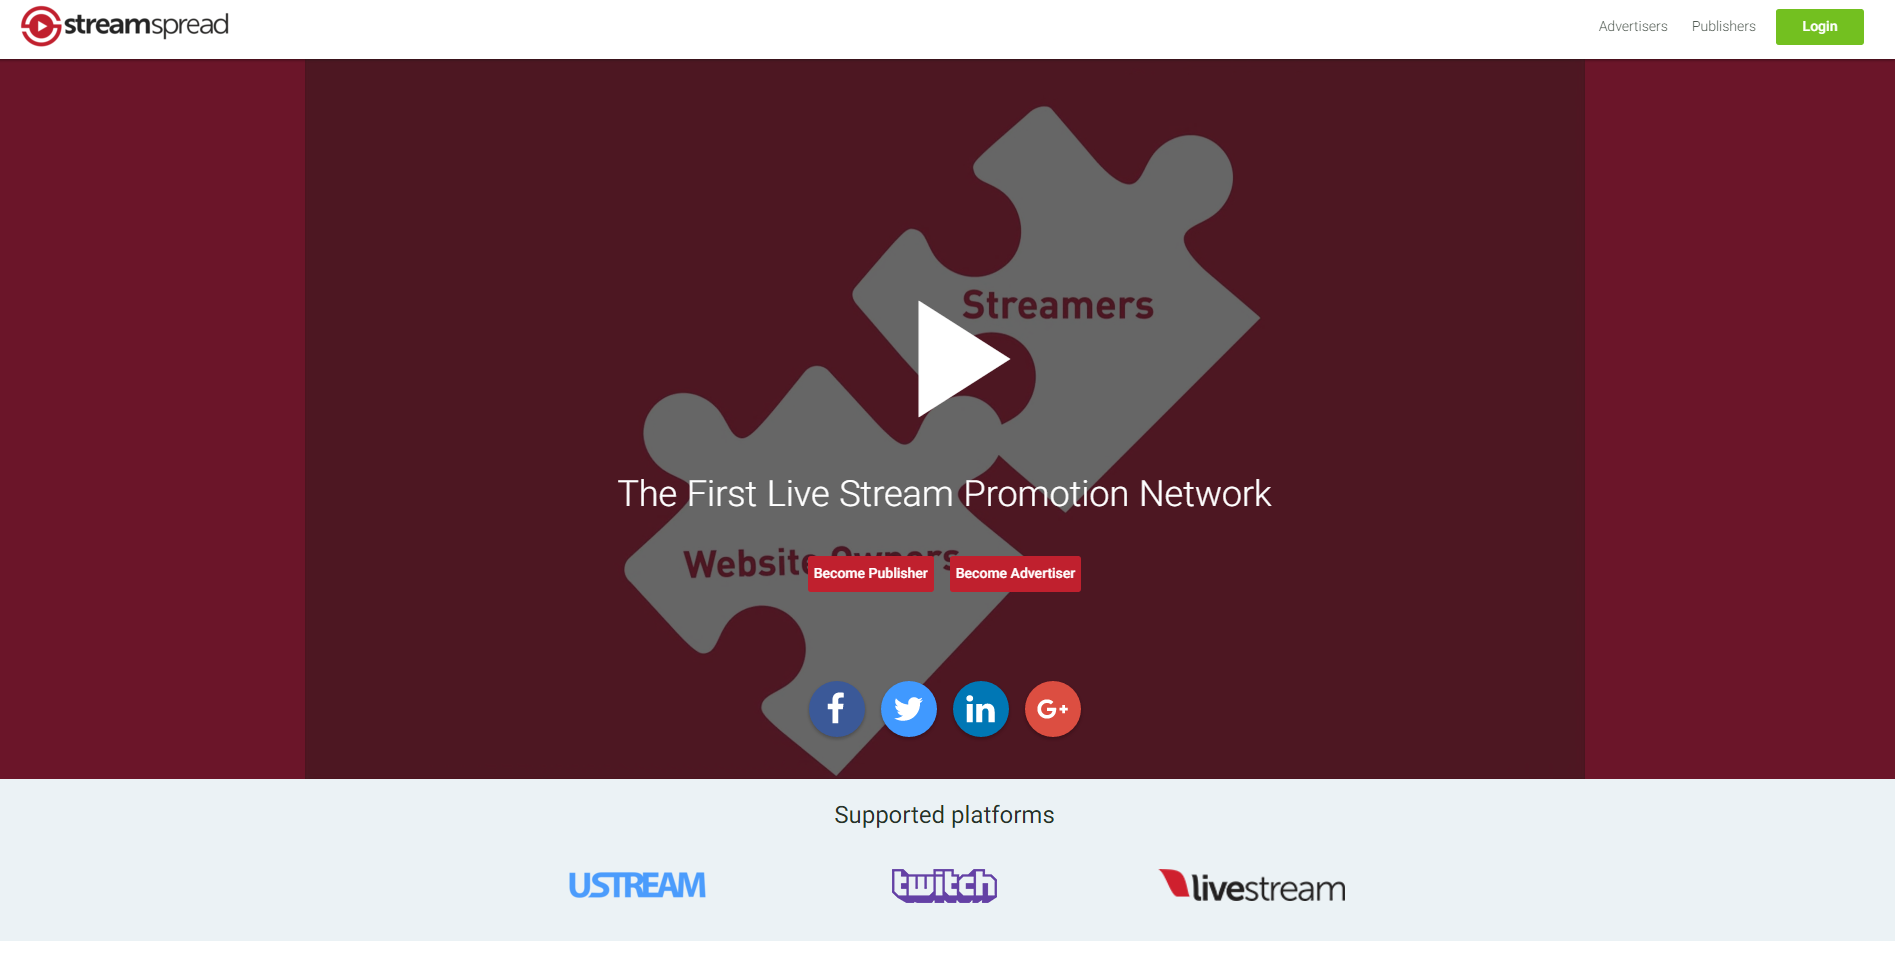 streamspread
Advertisers Publishers Login
Streamers
The First Live Stream Promotion Network
Website Owners
Become Publisher Become Advertiser
f in G+
Supported platforms
USTREAM twitch livestream